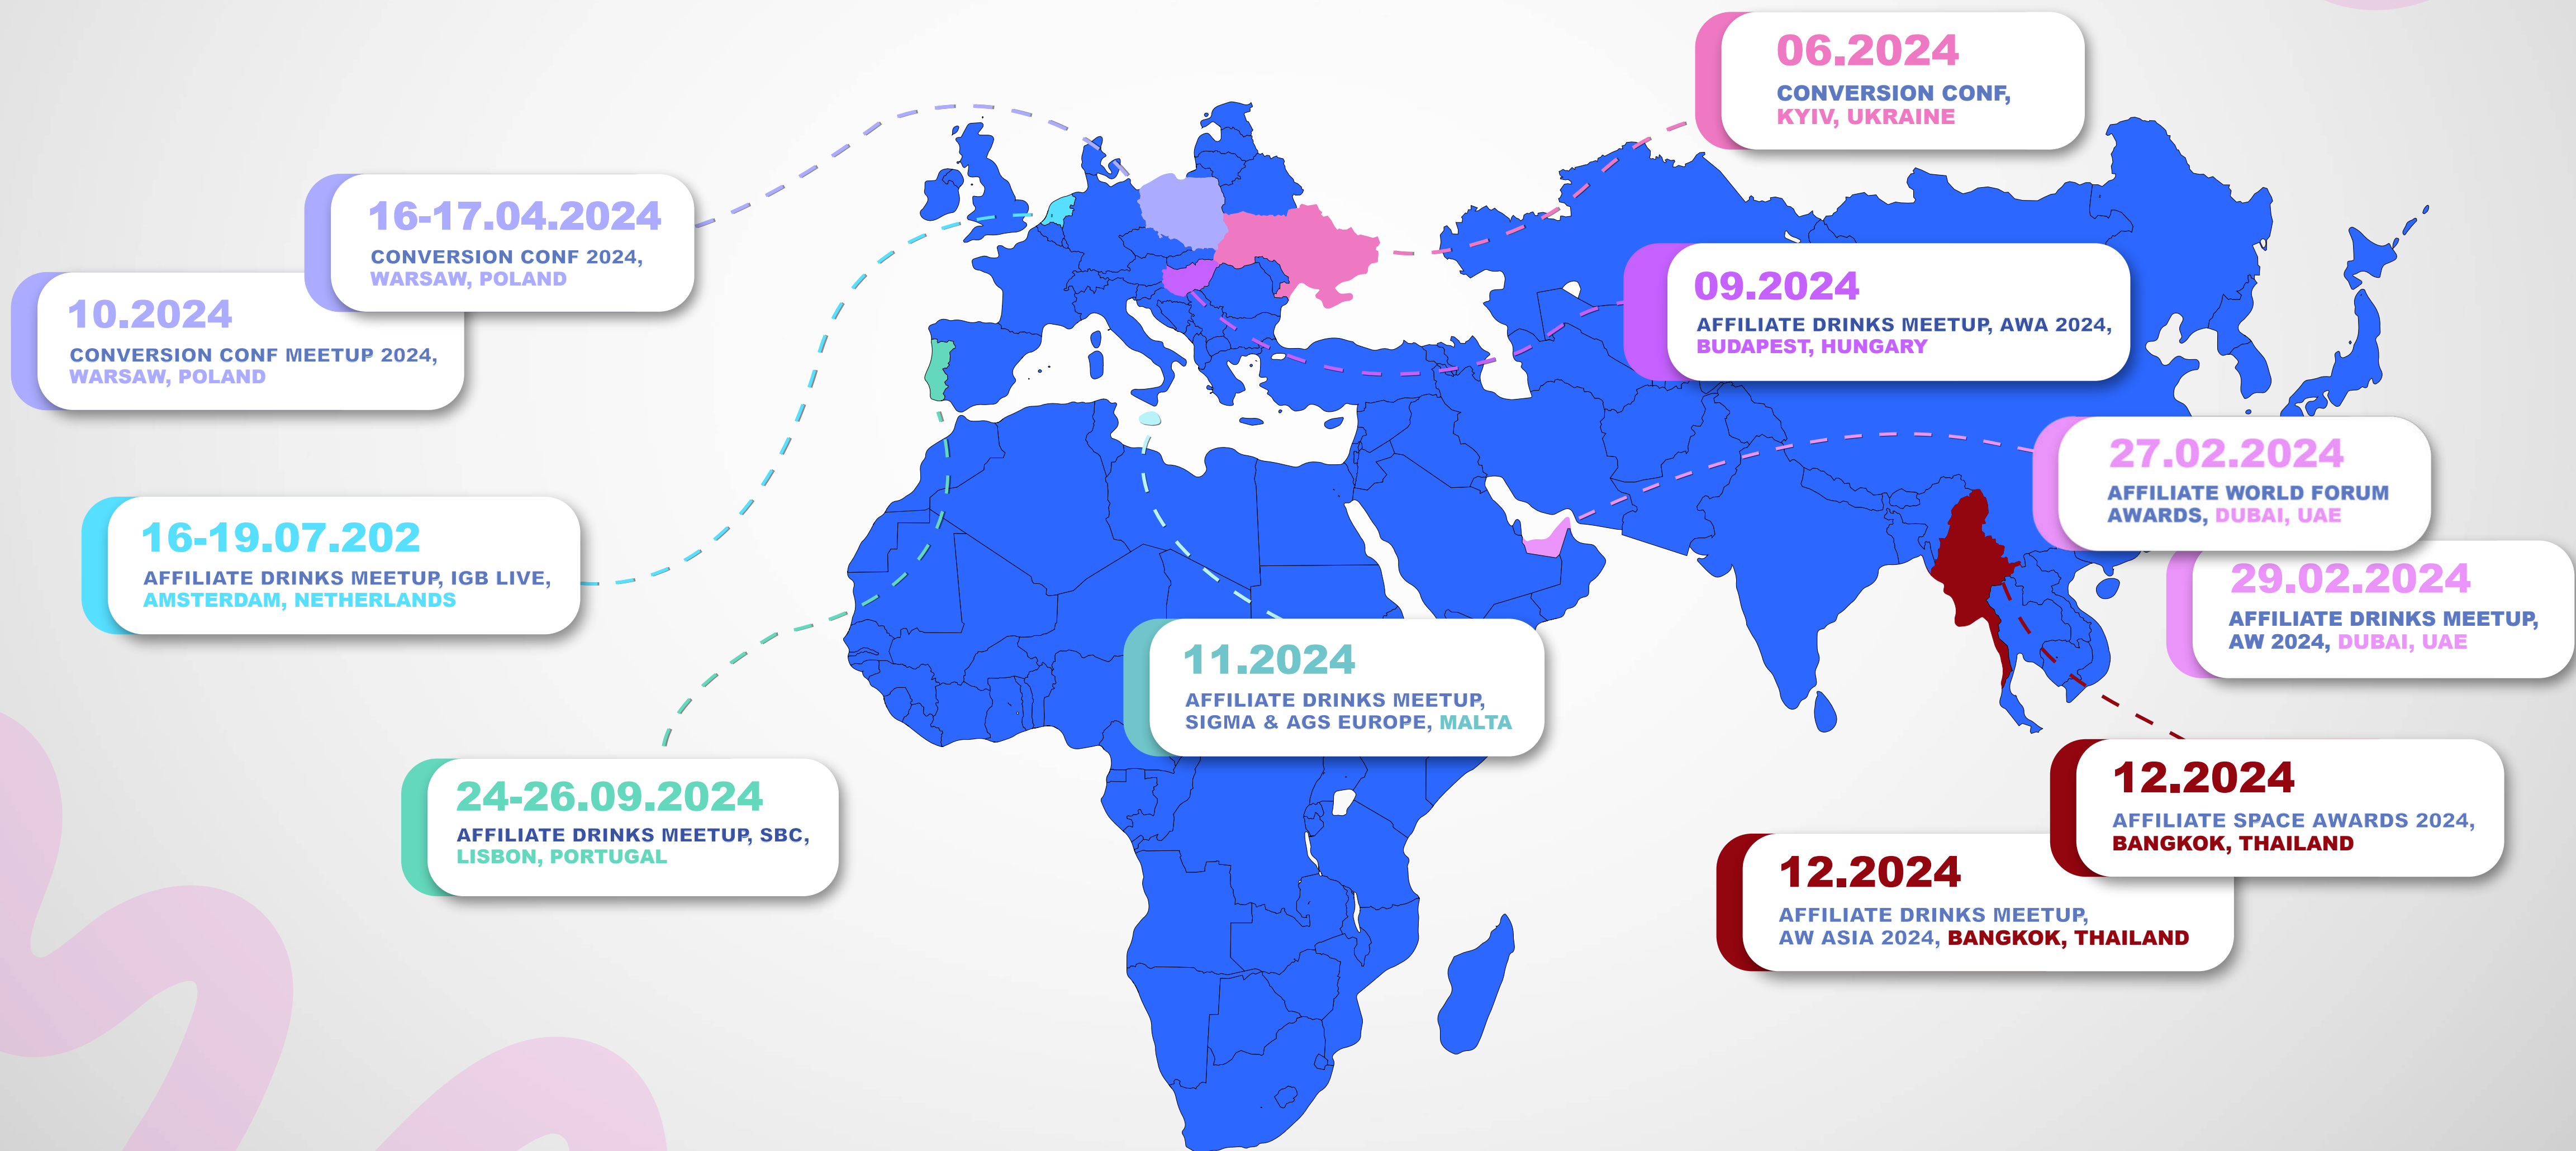 06.2024
CONVERSION CONF,
KYIV, UKRAINE
16-17.04.2024
CONVERSION CONF 2024,
WARSAW, POLAND
10.2024
CONVERSION CONF MEETUP 2024,
WARSAW, POLAND
09.2024
AFFILIATE DRINKS MEETUP, AWA 2024,
BUDAPEST, HUNGARY
27.02.2024
AFFILIATE WORLD FORUM
AWARDS, DUBAI, UAE
29.02.2024
AFFILIATE DRINKS MEETUP,
AW 2024, DUBAI, UAE
16-19.07.202
AFFILIATE DRINKS MEETUP, IGB LIVE,
AMSTERDAM, NETHERLANDS
11.2024
AFFILIATE DRINKS MEETUP,
SIGMA & AGS EUROPE, MALTA
24-26.09.2024
AFFILIATE DRINKS MEETUP, SBC,
LISBON, PORTUGAL
12.2024
AFFILIATE SPACE AWARDS 2024,
BANGKOK, THAILAND
12.2024
AFFILIATE DRINKS MEETUP,
AW ASIA 2024, BANGKOK, THAILAND